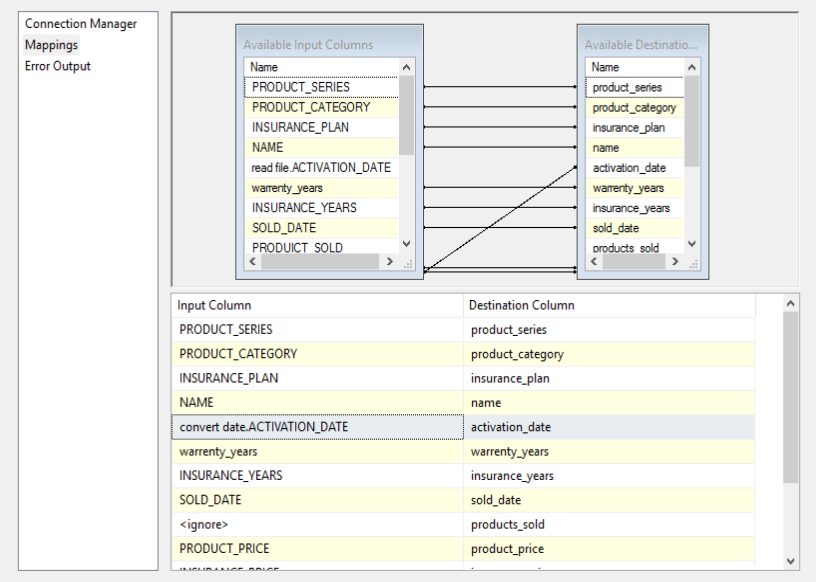 Connection Manager
Mappings
Error Output
Available Input Columns
Name
PRODUCT_SERIES
PRODUCT_CATEGORY
INSURANCE_PLAN
NAME
read file.ACTIVATION_DATE
warrenty_years
INSURANCE_YEARS
SOLD_DATE
PRODUICT_SOLD
Available Destinatio...
Name
product_series
product_category
insurance_plan
name
activation_date
warrenty_years
insurance_years
sold_date
products_sold
Input Column Destination Column
PRODUCT_SERIES product_series
PRODUCT_CATEGORY product_category
INSURANCE_PLAN insurance_plan
NAME name
convert date.ACTIVATION_DATE activation_date
warrenty_years warrenty_years
INSURANCE_YEARS insurance_years
SOLD_DATE sold_date
<ignore> products_sold
PRODUCT_PRICE product_price